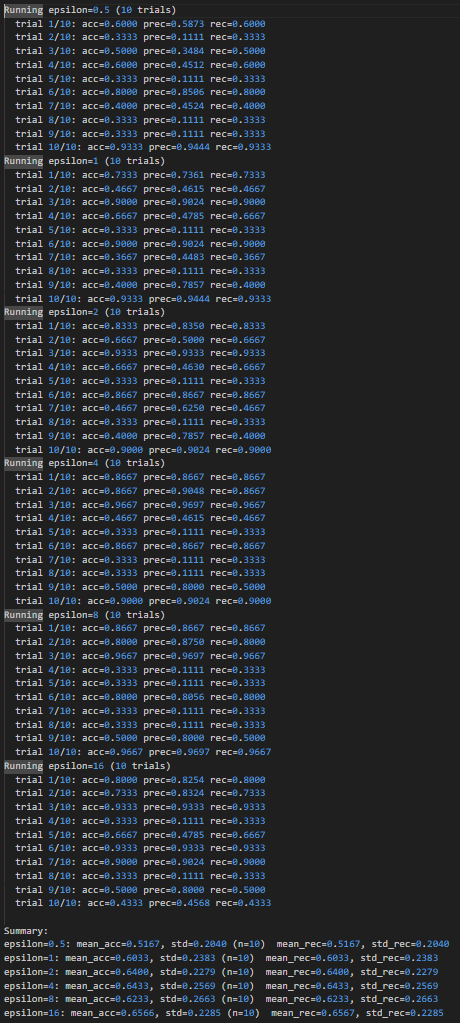 Running epsilon=0.5 (10 trials)
trial 1/10: acc=0.6000 prec=0.5873 rec=0.6000
trial 2/10: acc=0.3333 prec=0.1111 rec=0.3333
trial 3/10: acc=0.5000 prec=0.3484 rec=0.5000
trial 4/10: acc=0.6000 prec=0.4512 rec=0.6000
trial 5/10: acc=0.3333 prec=0.1111 rec=0.3333
trial 6/10: acc=0.8000 prec=0.8506 rec=0.8000
trial 7/10: acc=0.4000 prec=0.4524 rec=0.4000
trial 8/10: acc=0.3333 prec=0.1111 rec=0.3333
trial 9/10: acc=0.3333 prec=0.1111 rec=0.3333
trial 10/10: acc=0.9333 prec=0.9444 rec=0.9333
Running epsilon=1 (10 trials)
trial 1/10: acc=0.7333 prec=0.7361 rec=0.7333
trial 2/10: acc=0.4667 prec=0.4615 rec=0.4667
trial 3/10: acc=0.9000 prec=0.9024 rec=0.9000
trial 4/10: acc=0.6667 prec=0.4785 rec=0.6667
trial 5/10: acc=0.3333 prec=0.1111 rec=0.3333
trial 6/10: acc=0.9000 prec=0.9024 rec=0.9000
trial 7/10: acc=0.3667 prec=0.4483 rec=0.3667
trial 8/10: acc=0.3333 prec=0.1111 rec=0.3333
trial 9/10: acc=0.4000 prec=0.7857 rec=0.4000
trial 10/10: acc=0.9333 prec=0.9444 rec=0.9333
Running epsilon=2 (10 trials)
trial 1/10: acc=0.8333 prec=0.8350 rec=0.8333
trial 2/10: acc=0.6667 prec=0.5000 rec=0.6667
trial 3/10: acc=0.9333 prec=0.9333 rec=0.9333
trial 4/10: acc=0.6667 prec=0.4630 rec=0.6667
trial 5/10: acc=0.3333 prec=0.1111 rec=0.3333
trial 6/10: acc=0.8667 prec=0.8667 rec=0.8667
trial 7/10: acc=0.4667 prec=0.6250 rec=0.4667
trial 8/10: acc=0.3333 prec=0.1111 rec=0.3333
trial 9/10: acc=0.4000 prec=0.7857 rec=0.4000
trial 10/10: acc=0.9000 prec=0.9024 rec=0.9000
Running epsilon=4 (10 trials)
trial 1/10: acc=0.8667 prec=0.8667 rec=0.8667
trial 2/10: acc=0.8667 prec=0.9048 rec=0.8667
trial 3/10: acc=0.9667 prec=0.9697 rec=0.9667
trial 4/10: acc=0.4667 prec=0.4615 rec=0.4667
trial 5/10: acc=0.3333 prec=0.1111 rec=0.3333
trial 6/10: acc=0.8667 prec=0.8667 rec=0.8667
trial 7/10: acc=0.3333 prec=0.1111 rec=0.3333
trial 8/10: acc=0.3333 prec=0.1111 rec=0.3333
trial 9/10: acc=0.5000 prec=0.8000 rec=0.5000
trial 10/10: acc=0.9000 prec=0.9024 rec=0.9000
Running epsilon=8 (10 trials)
trial 1/10: acc=0.8667 prec=0.8667 rec=0.8667
trial 2/10: acc=0.8000 prec=0.8750 rec=0.8000
trial 3/10: acc=0.9667 prec=0.9697 rec=0.9667
trial 4/10: acc=0.3333 prec=0.1111 rec=0.3333
trial 5/10: acc=0.3333 prec=0.1111 rec=0.3333
trial 6/10: acc=0.8000 prec=0.8056 rec=0.8000
trial 7/10: acc=0.3333 prec=0.1111 rec=0.3333
trial 8/10: acc=0.3333 prec=0.1111 rec=0.3333
trial 9/10: acc=0.5000 prec=0.8000 rec=0.5000
trial 10/10: acc=0.9667 prec=0.9697 rec=0.9667
Running epsilon=16 (10 trials)
trial 1/10: acc=0.8000 prec=0.8254 rec=0.8000
trial 2/10: acc=0.7333 prec=0.8324 rec=0.7333
trial 3/10: acc=0.9333 prec=0.9333 rec=0.9333
trial 4/10: acc=0.3333 prec=0.1111 rec=0.3333
trial 5/10: acc=0.6667 prec=0.4785 rec=0.6667
trial 6/10: acc=0.9333 prec=0.9333 rec=0.9333
trial 7/10: acc=0.9000 prec=0.9024 rec=0.9000
trial 8/10: acc=0.3333 prec=0.1111 rec=0.3333
trial 9/10: acc=0.5000 prec=0.8000 rec=0.5000
trial 10/10: acc=0.4333 prec=0.4568 rec=0.4333
Summary:
epsilon=0.5: mean_acc=0.5167, std=0.2040 (n=10)  mean_rec=0.5167, std_rec=0.2040
epsilon=1: mean_acc=0.6033, std=0.2383 (n=10)  mean_rec=0.6033, std_rec=0.2383
epsilon=2: mean_acc=0.6400, std=0.2279 (n=10)  mean_rec=0.6400, std_rec=0.2279
epsilon=4: mean_acc=0.6433, std=0.2569 (n=10)  mean_rec=0.6433, std_rec=0.2569
epsilon=8: mean_acc=0.6233, std=0.2663 (n=10)  mean_rec=0.6233, std_rec=0.2663
epsilon=16: mean_acc=0.6566, std=0.2285 (n=10)  mean_rec=0.6567, std_rec=0.2285